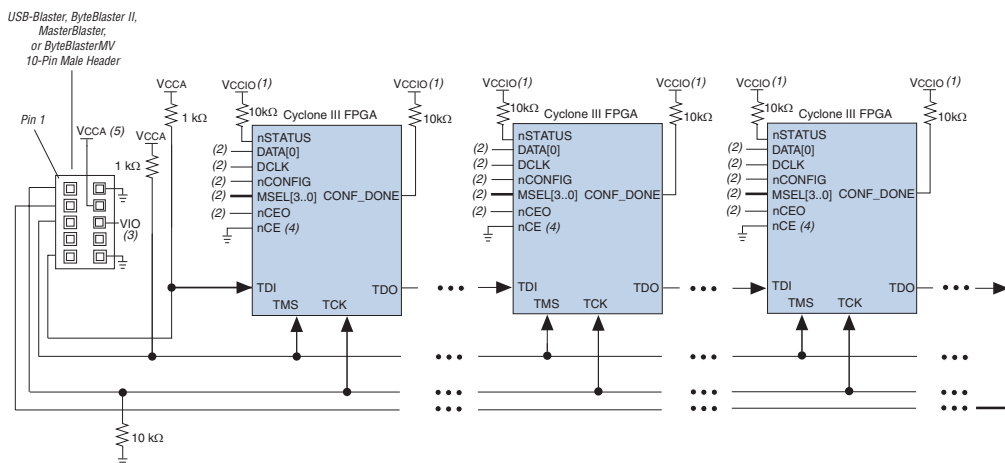 USB-Blaster, ByteBlaster II,
MasterBlaster,
or ByteBlasterMV
10-Pin Male Header
Pin 1
VCCA (5)
VCCA
1 kΩ
VCCA
1 kΩ
VIO
(3)
10 kΩ
VCCIO (1)
10kΩ
VCCIO (1)
10kΩ
Cyclone III FPGA
nSTATUS
(2) DATA[0]
(2) DCLK
(2) nCONFIG
(2) MSEL[3..0] CONF_DONE
(2) nCEO
nCE (4)
TDI TDO
TMS TCK
VCCIO(1)
10kΩ
VCCIO (1)
10kΩ
Cyclone III FPGA
nSTATUS
(2) DATA[0]
(2) DCLK
(2) nCONFIG
(2) MSEL[3..0] CONF_DONE
(2) nCEO
nCE (4)
TDI TDO
TMS TCK
VCCIO(1)
10kΩ
VCCIO (1)
10kΩ
Cyclone III FPGA
nSTATUS
(2) DATA[0]
(2) DCLK
(2) nCONFIG
(2) MSEL[3..0] CONF_DONE
(2) nCEO
nCE (4)
TDI TDO
TMS TCK